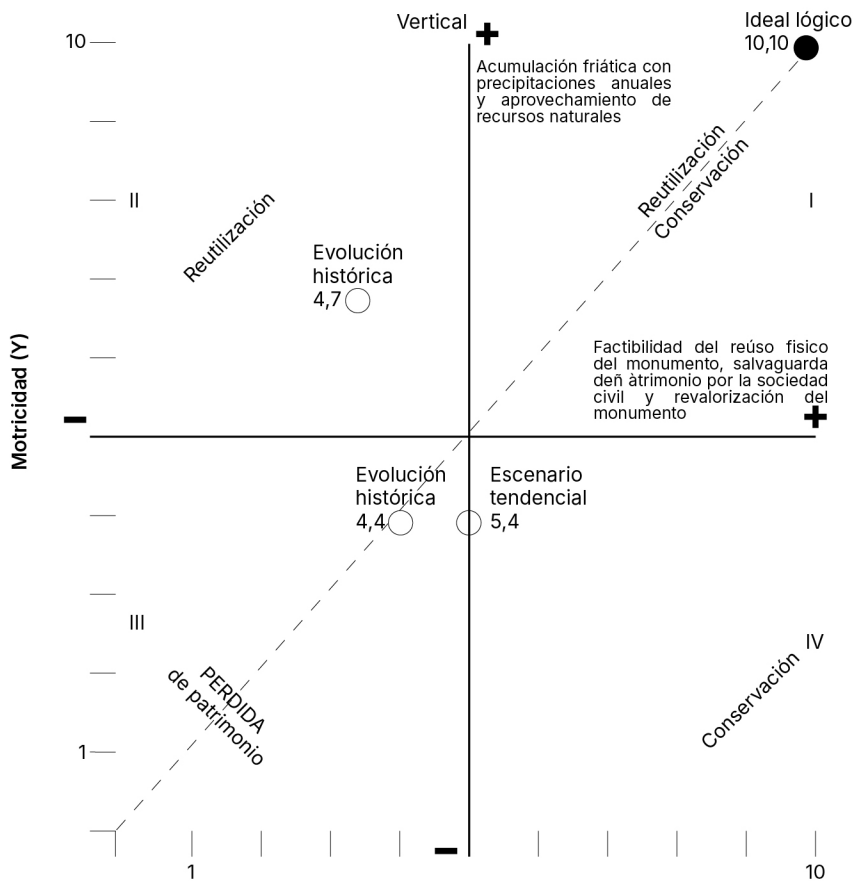 Vertical
Ideal lógico
10,10
10
Acumulación friática con
precipitaciones anuales
y aprovechamiento de
recursos naturales
Reutilización
Conservación
II
I
Reutilización
Evolución
histórica
4,7
Motricidad (Y)
Factibilidad del reúso fisico
del monumento, salvaguarda
deñ àtrimonio por la sociedad
civil y revalorización del
monumento
Evolución
histórica
4,4
Escenario
tendencial
5,4
III
IV
PERDIDA
de patrimonio
Conservación
1
1
10